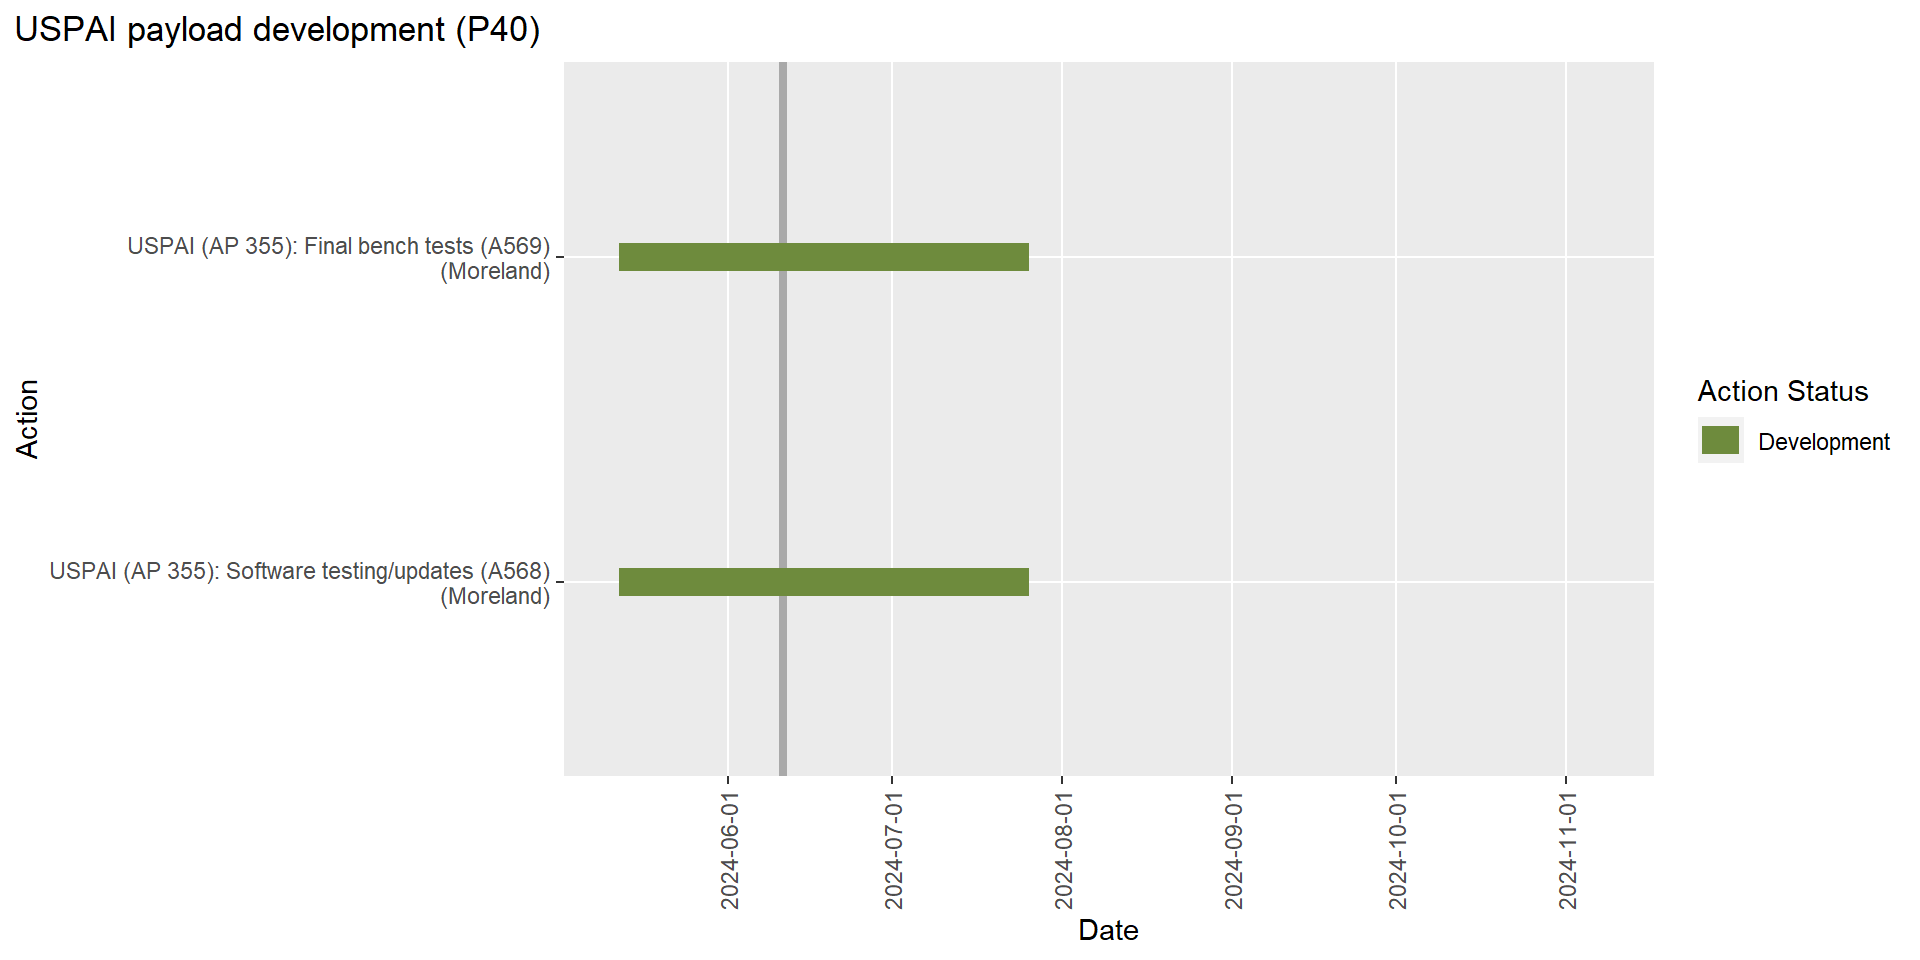 USPAI payload development (P40)
Action
USPAI (AP 355): Final bench tests (A569)
(Moreland)
USPAI (AP 355): Software testing/updates (A568)
(Moreland)
2024-06-01
2024-07-01
2024-08-01
2024-09-01
2024-10-01
2024-11-01
Date
Action Status
Development